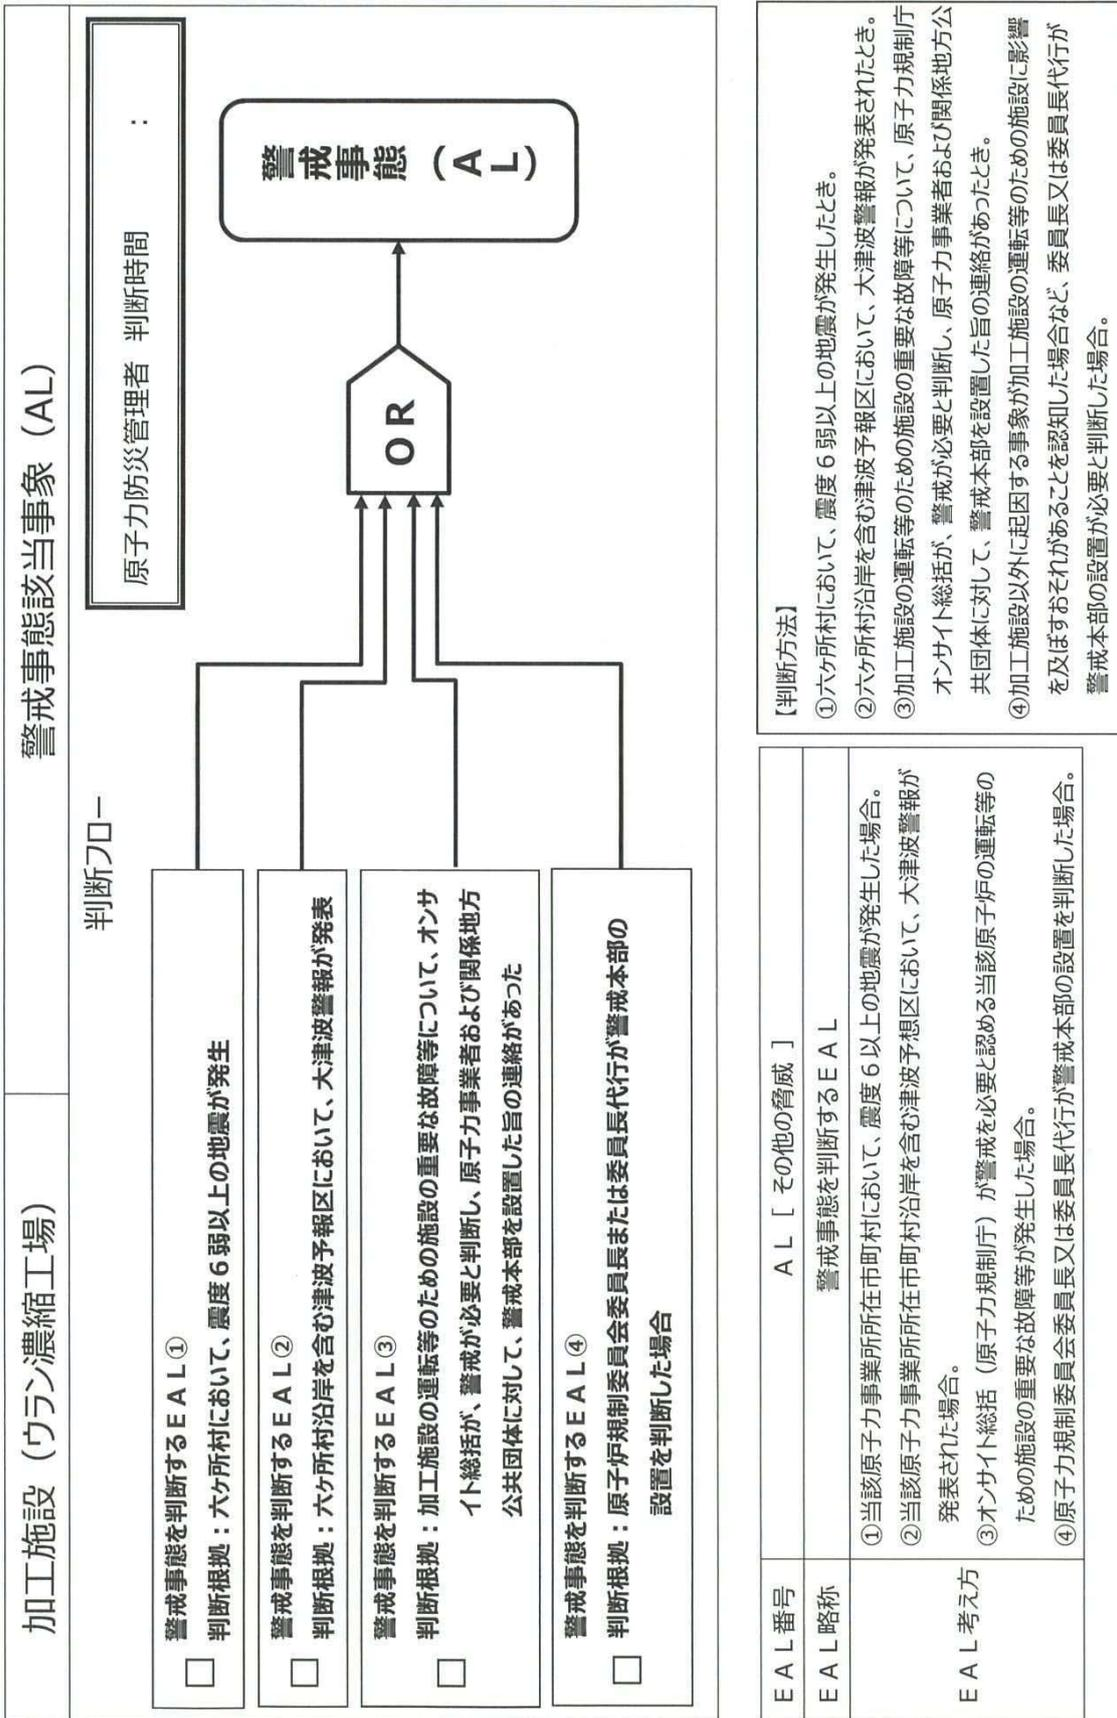 加工施設（ウラン濃縮工場）
警戒事態該当事象（AL）
判断フロー
原子力防災管理者　判断時間　　　：
警戒事態を判断するＥＡＬ①
□　判断根拠：六ヶ所村において、震度６弱以上の地震が発生
警戒事態を判断するＥＡＬ②
□　判断根拠：六ヶ所村沿岸を含む津波予報区において、大津波警報が発表
警戒事態を判断するＥＡＬ③
□　判断根拠：加工施設の運転等のための施設の重要な故障等について、オンサ
イト総括が、警戒が必要と判断し、原子力事業者および関係地方
公共団体に対して、警戒本部を設置した旨の連絡があった
警戒事態を判断するＥＡＬ④
□　判断根拠：原子炉規制委員会委員長または委員長代行が警戒本部の
設置を判断した場合
ＯＲ
警戒
事態
（Ａ
Ｌ）
ＥＡＬ番号　ＡＬ［その他の脅威］
ＥＡＬ略称　警戒事態を判断するＥＡＬ
ＥＡＬ考え方
①当該原子力事業所所在市町村において、震度６以上の地震が発生した場合。
②当該原子力事業所所在市町村沿岸を含む津波予想区において、大津波警報が
発表された場合。
③オンサイト総括（原子力規制庁）が警戒を必要と認める当該原子炉の運転等の
ための施設の重要な故障等が発生した場合。
④原子力規制委員会委員長又は委員長代行が警戒本部の設置を判断した場合。
【判断方法】
①六ヶ所村において、震度６弱以上の地震が発生したとき。
②六ヶ所村沿岸を含む津波予報区において、大津波警報が発表されたとき。
③加工施設の運転等のための施設の重要な故障等について、原子力規制庁
オンサイト総括が、警戒が必要と判断し、原子力事業者および関係地方公
共団体に対して、警戒本部を設置した旨の連絡があったとき。
④加工施設以外に起因する事象が加工施設の運転等のための施設に影響
を及ぼすおそれがあることを認知した場合など、委員長又は委員長代行が
警戒本部の設置が必要と判断した場合。